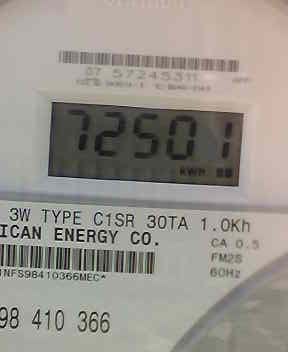 07 57245311
72501
KWH
3W TYPE C1SR 30TA 1.0Kh
ICAN ENERGY CO.
CA 0.5
FM2S
60Hz
1NFS98410366MEC*
98 410 366